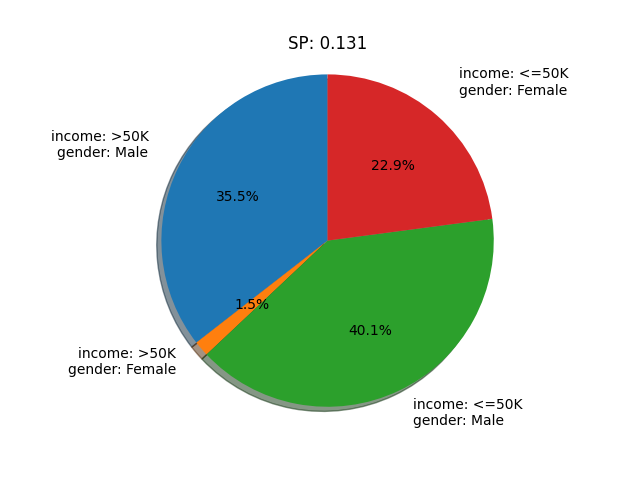 SP: 0.131
income: <=50K
gender: Female
22.9%
income: >50K
gender: Male
35.5%
1.5%
income: >50K
gender: Female
40.1%
income: <=50K
gender: Male